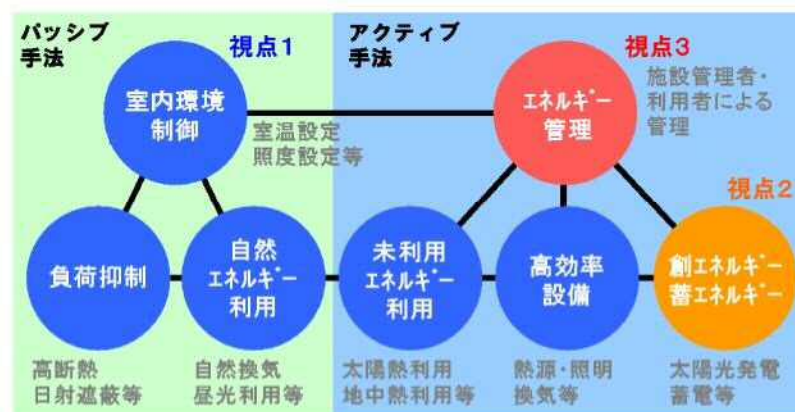 パッシブ
手法
視点1
アクティブ
手法
視点3
室内環境
制御
室温設定
照度設定等
エネルギー
管理
施設管理者・
利用者による
管理
視点2
負荷抑制
自然
エネルギー
利用
未利用
エネルギー
利用
高効率
設備
創エネルギー
蓄エネルギー
高断熱
日射遮蔽等
自然換気
昼光利用等
太陽熱利用
地中熱利用等
熱源・照明
換気等
太陽光発電
蓄電等